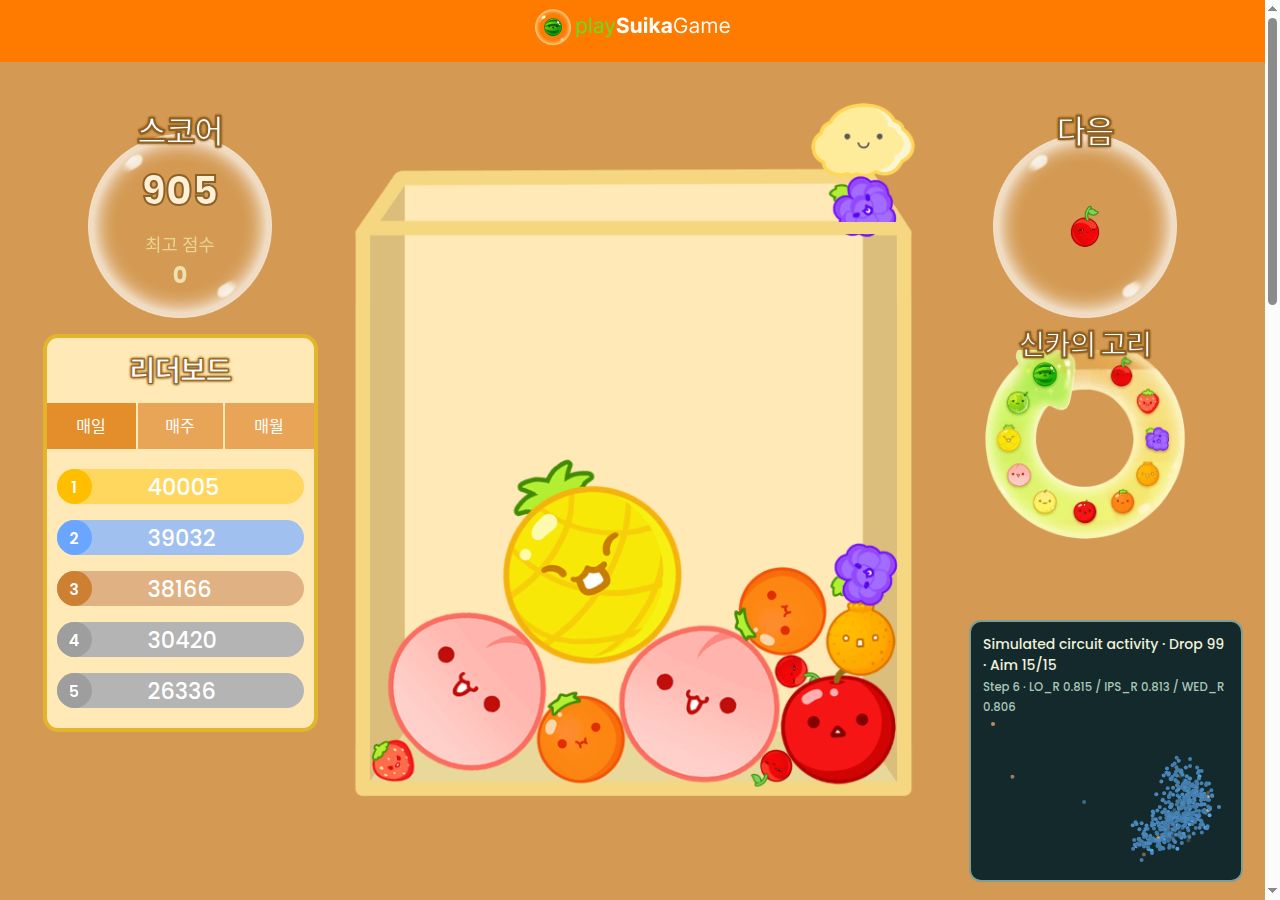 playSuikaGame
스코어
905
최고 점수
0
리더보드
매일 매주 매월
1 40005
2 39032
3 38166
4 30420
5 26336
다음
신카의 고리
Simulated circuit activity · Drop 99
· Aim 15/15
Step 6 · LO_R 0.815 / IPS_R 0.813 / WED_R
0.806